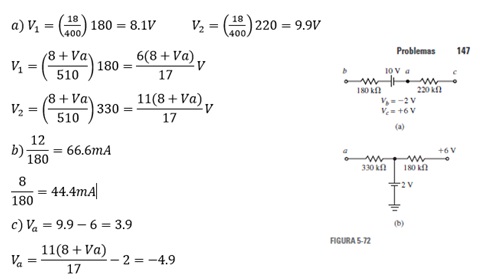 a) V₁ = (18/400) 180 = 8.1V V₂ = (18/400) 220 = 9.9V
V₁ = (8 + Va/510) 180 = 6(8 + Va)/17 V
V₂ = (8 + Va/510) 330 = 11(8 + Va)/17 V
b) 12/180 = 66.6mA
8/180 = 44.4mA
c) Vₐ = 9.9 − 6 = 3.9
Vₐ = 11(8 + Va)/17 − 2 = −4.9
Problemas 147
b 10 V a c
180 kΩ 220 kΩ
V_b = −2 V
V_c = +6 V
(a)
a +6 V
330 kΩ 180 kΩ
2 V
(b)
FIGURA 5-72